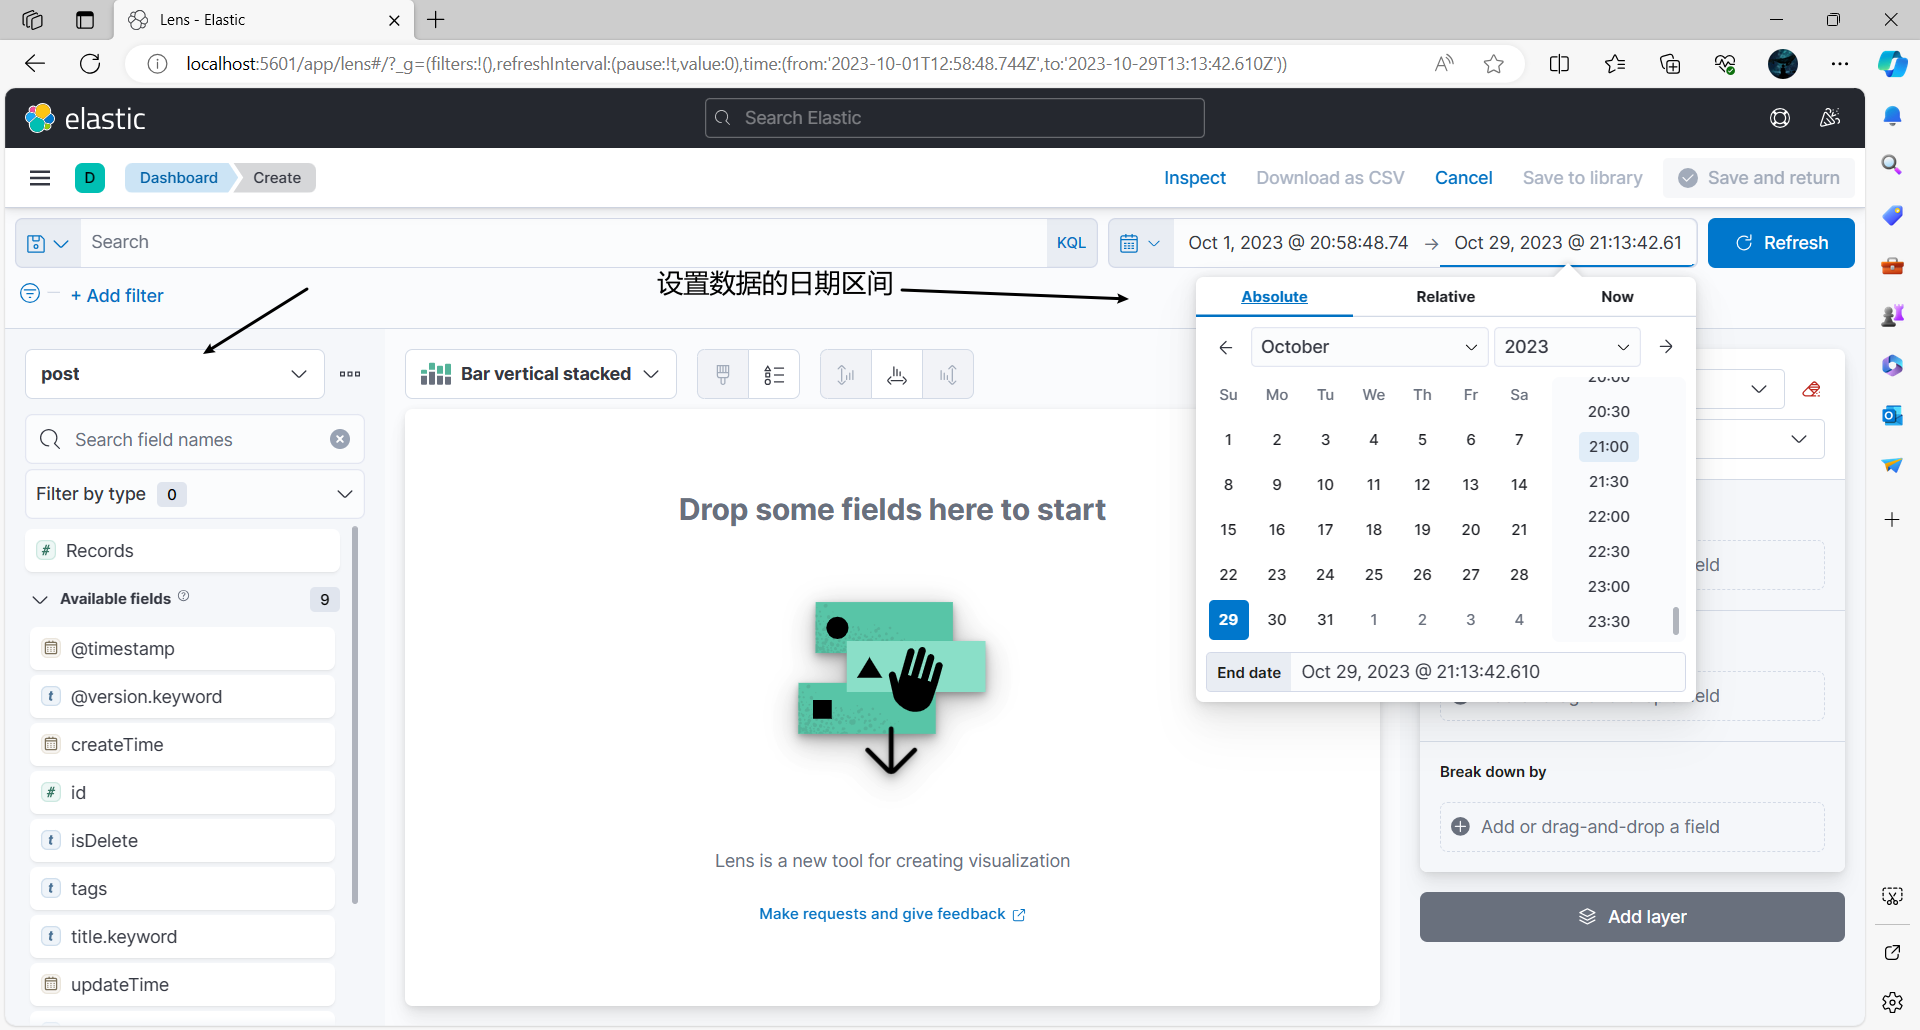 Lens - Elastic
localhost:5601/app/lens#/?_g=(filters:!(),refreshInterval:(pause:!t,value:0),time:(from:'2023-10-01T12:58:48.744Z',to:'2023-10-29T13:13:42.610Z'))
elastic
Search Elastic
D
Dashboard
Create
Inspect
Download as CSV
Cancel
Save to library
Save and return
Search
KQL
Oct 1, 2023 @ 20:58:48.74 → Oct 29, 2023 @ 21:13:42.61
Refresh
+ Add filter
设置数据的日期区间
Absolute
Relative
Now
October
2023
Su Mo Tu We Th Fr Sa
1 2 3 4 5 6 7
8 9 10 11 12 13 14
15 16 17 18 19 20 21
22 23 24 25 26 27 28
29 30 31 1 2 3 4
20:00
20:30
21:00
21:30
22:00
22:30
23:00
23:30
End date
Oct 29, 2023 @ 21:13:42.610
post
Search field names
Filter by type 0
# Records
Available fields
9
@timestamp
t @version.keyword
createTime
# id
t isDelete
t tags
t title.keyword
updateTime
Bar vertical stacked
Drop some fields here to start
Lens is a new tool for creating visualization
Make requests and give feedback
eld
eld
Break down by
Add or drag-and-drop a field
Add layer